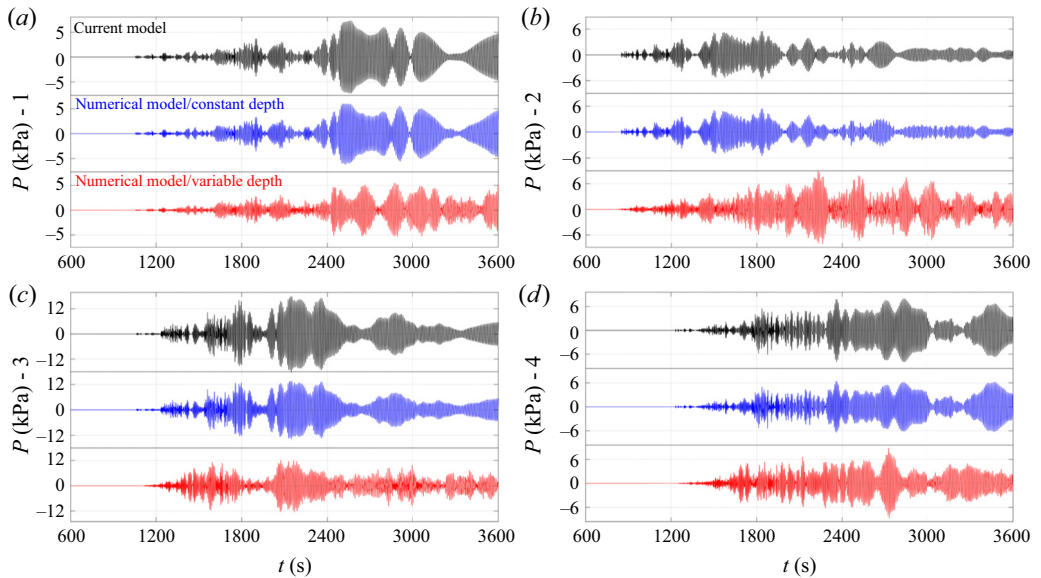 (a)
(b)
Current model
5
0
−5
6
0
−6
Numerical model/constant depth
5
0
−5
6
0
−6
Numerical model/variable depth
5
0
−5
6
0
−6
P (kPa) - 1
P (kPa) - 2
600 1200 1800 2400 3000 3600
600 1200 1800 2400 3000 3600
(c)
(d)
12
0
−12
6
0
−6
12
0
−12
6
0
−6
12
0
−12
6
0
−6
P (kPa) - 3
P (kPa) - 4
600 1200 1800 2400 3000 3600
600 1200 1800 2400 3000 3600
t (s)
t (s)